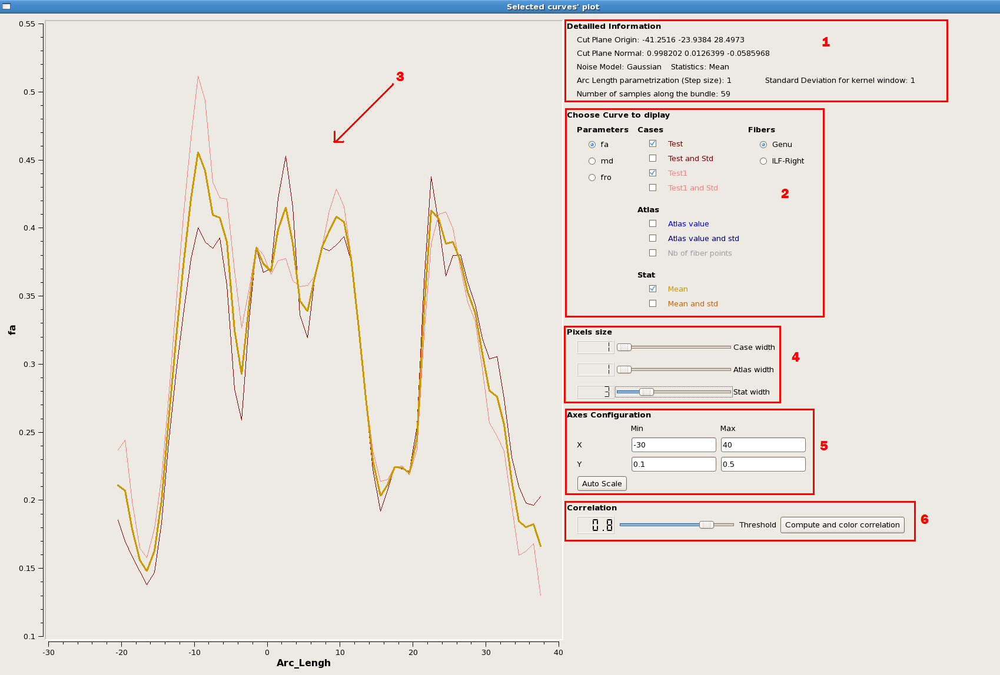 Selected curves' plot
0.55
0.5
0.45
0.4
0.35
0.3
0.25
0.2
0.15
0.1
fa
-30 -20 -10 0 10 20 30 40
Arc_Lengh
3
Detailled Information
Cut Plane Origin: -41.2516 -23.9384 28.4973
1
Cut Plane Normal: 0.998202 0.0126399 -0.0585968
Noise Model: Gaussian Statistics: Mean
Arc Length parametrization (Step size): 1 Standard Deviation for kernel window: 1
Number of samples along the bundle: 59
Choose Curve to diplay
Parameters Cases Fibers
fa Test Genu
md Test and Std ILF-Right
fro Test1
Test1 and Std
2
Atlas
Atlas value
Atlas value and std
Nb of fiber points
Stat
Mean
Mean and std
Pixels size
1 Case width
4
1 Atlas width
3 Stat width
Axes Configuration
Min Max
X -30 40
5
Y 0.1 0.5
Auto Scale
Correlation
0.8 Threshold Compute and color correlation
6